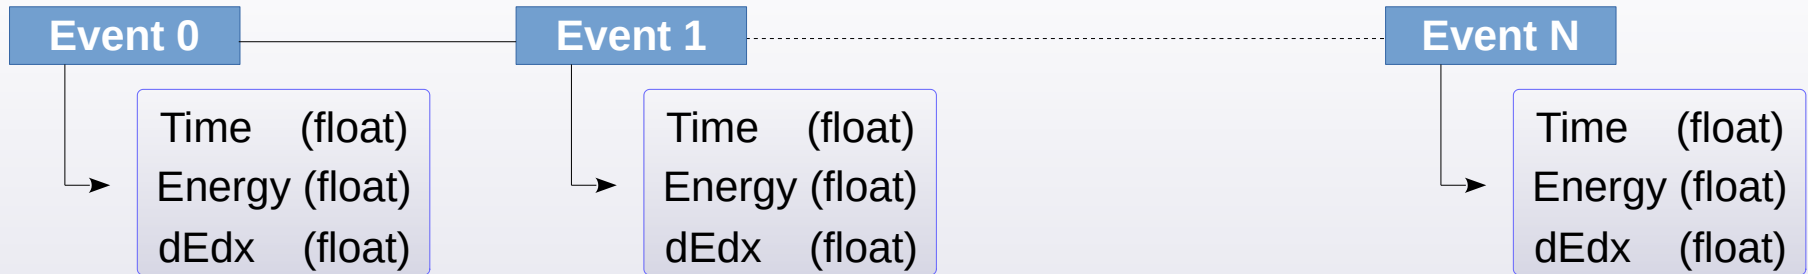 Event 0
Event 1
Event N
Time (float)
Energy (float)
dEdx (float)
Time (float)
Energy (float)
dEdx (float)
Time (float)
Energy (float)
dEdx (float)